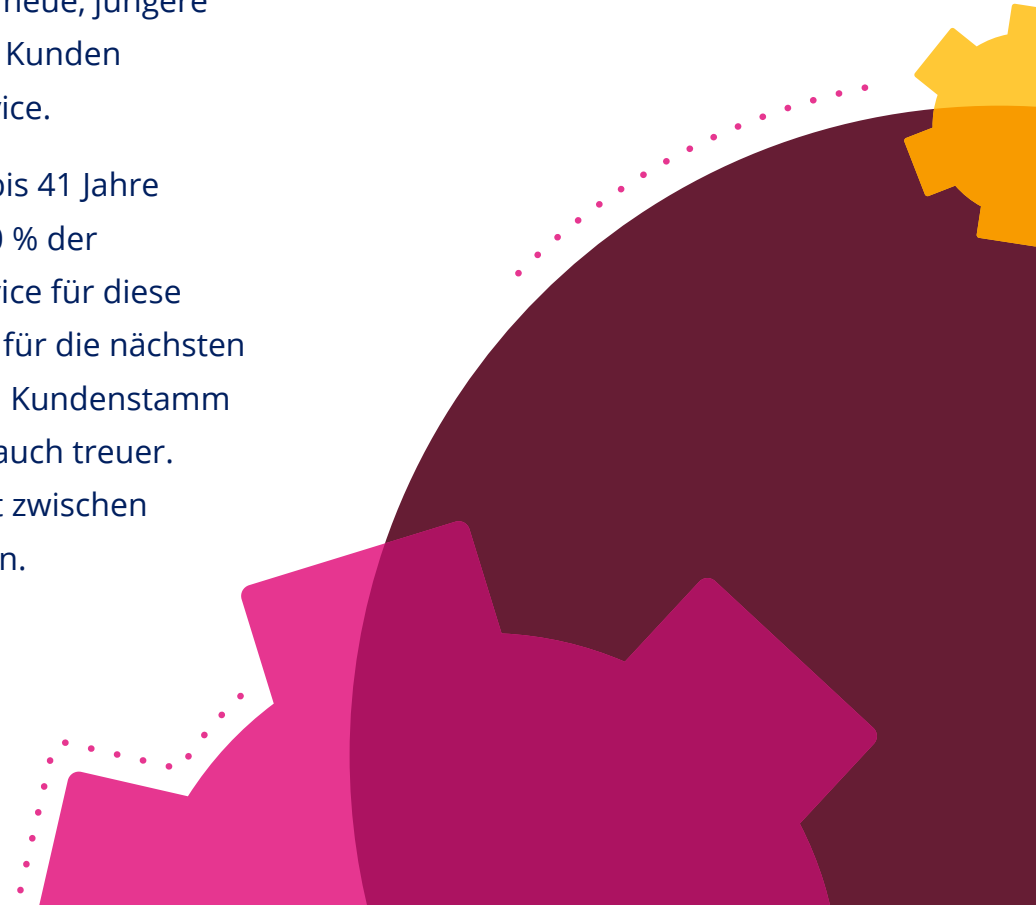 neue, jüngere
Kunden
ice.
bis 41 Jahre
% der
ice für diese
für die nächsten
Kundenstamm
auch treuer.
zwischen
n.